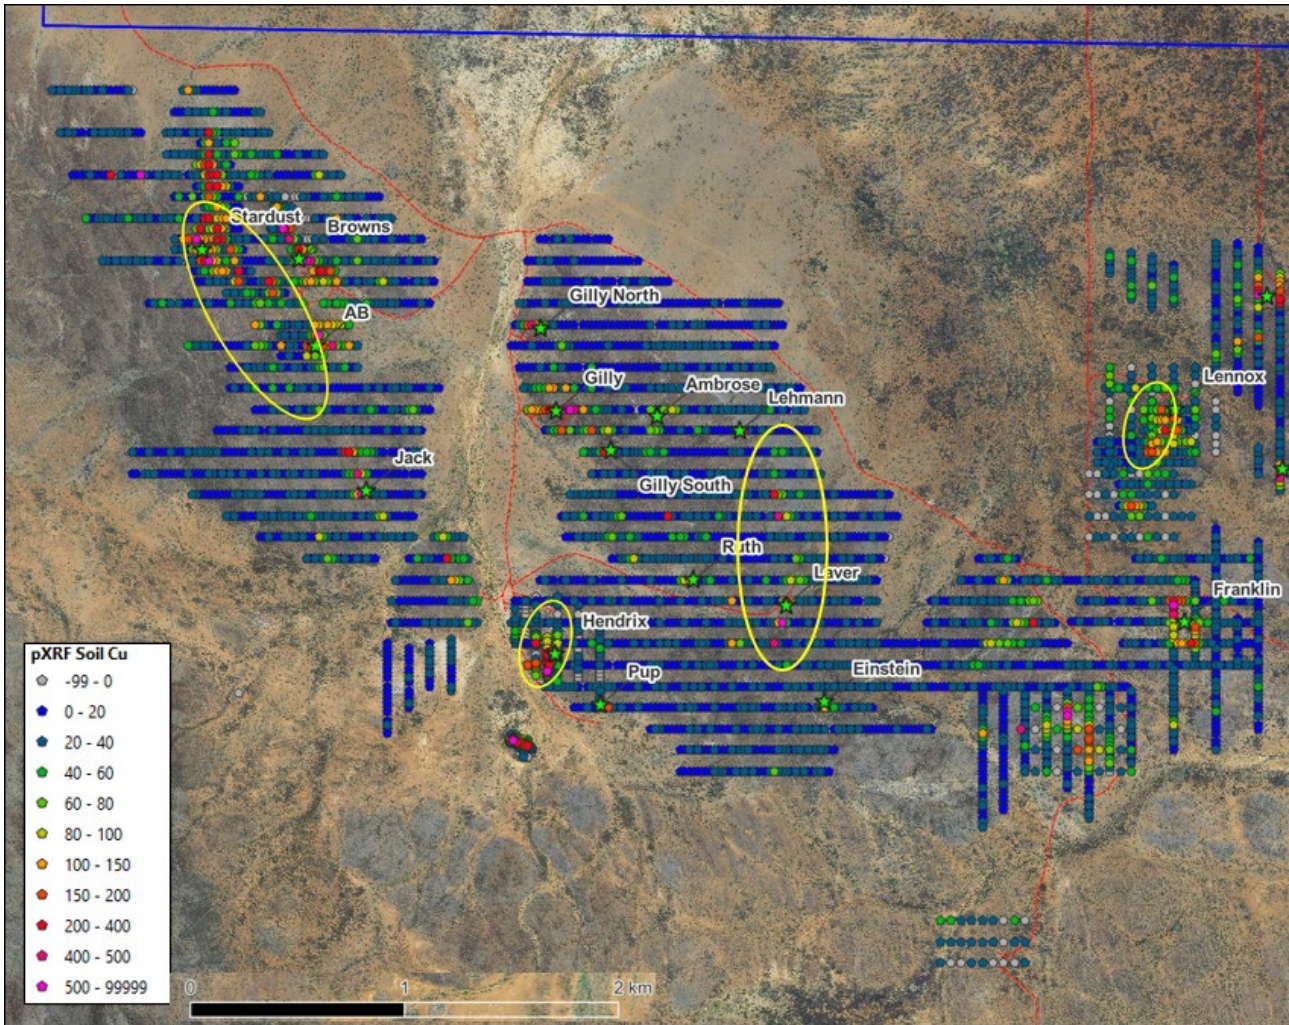 Stardust
Browns
AB
Gilly North
Gilly
Ambrose
Lehmann
Lennox
Jack
Gilly South
Ruth
Laver
Franklin
Hendrix
Pup
Einstein
pXRF Soil Cu
-99 - 0
0 - 20
20 - 40
40 - 60
60 - 80
80 - 100
100 - 150
150 - 200
200 - 400
400 - 500
500 - 99999
0 1 2 km